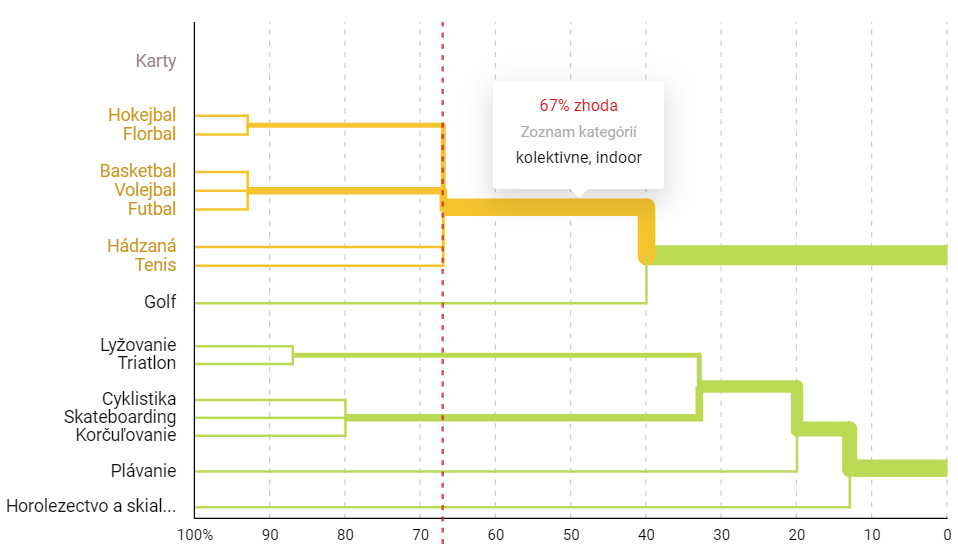 Karty
Hokejbal
Florbal
67% zhoda
Zoznam kategórií
kolektivne, indoor
Basketbal
Volejbal
Futbal
Hádzaná
Tenis
Golf
Lyžovanie
Triatlon
Cyklistika
Skateboarding
Korčuľovanie
Plávanie
Horolezectvo a skial...
100% 90 80 70 60 50 40 30 20 10 0